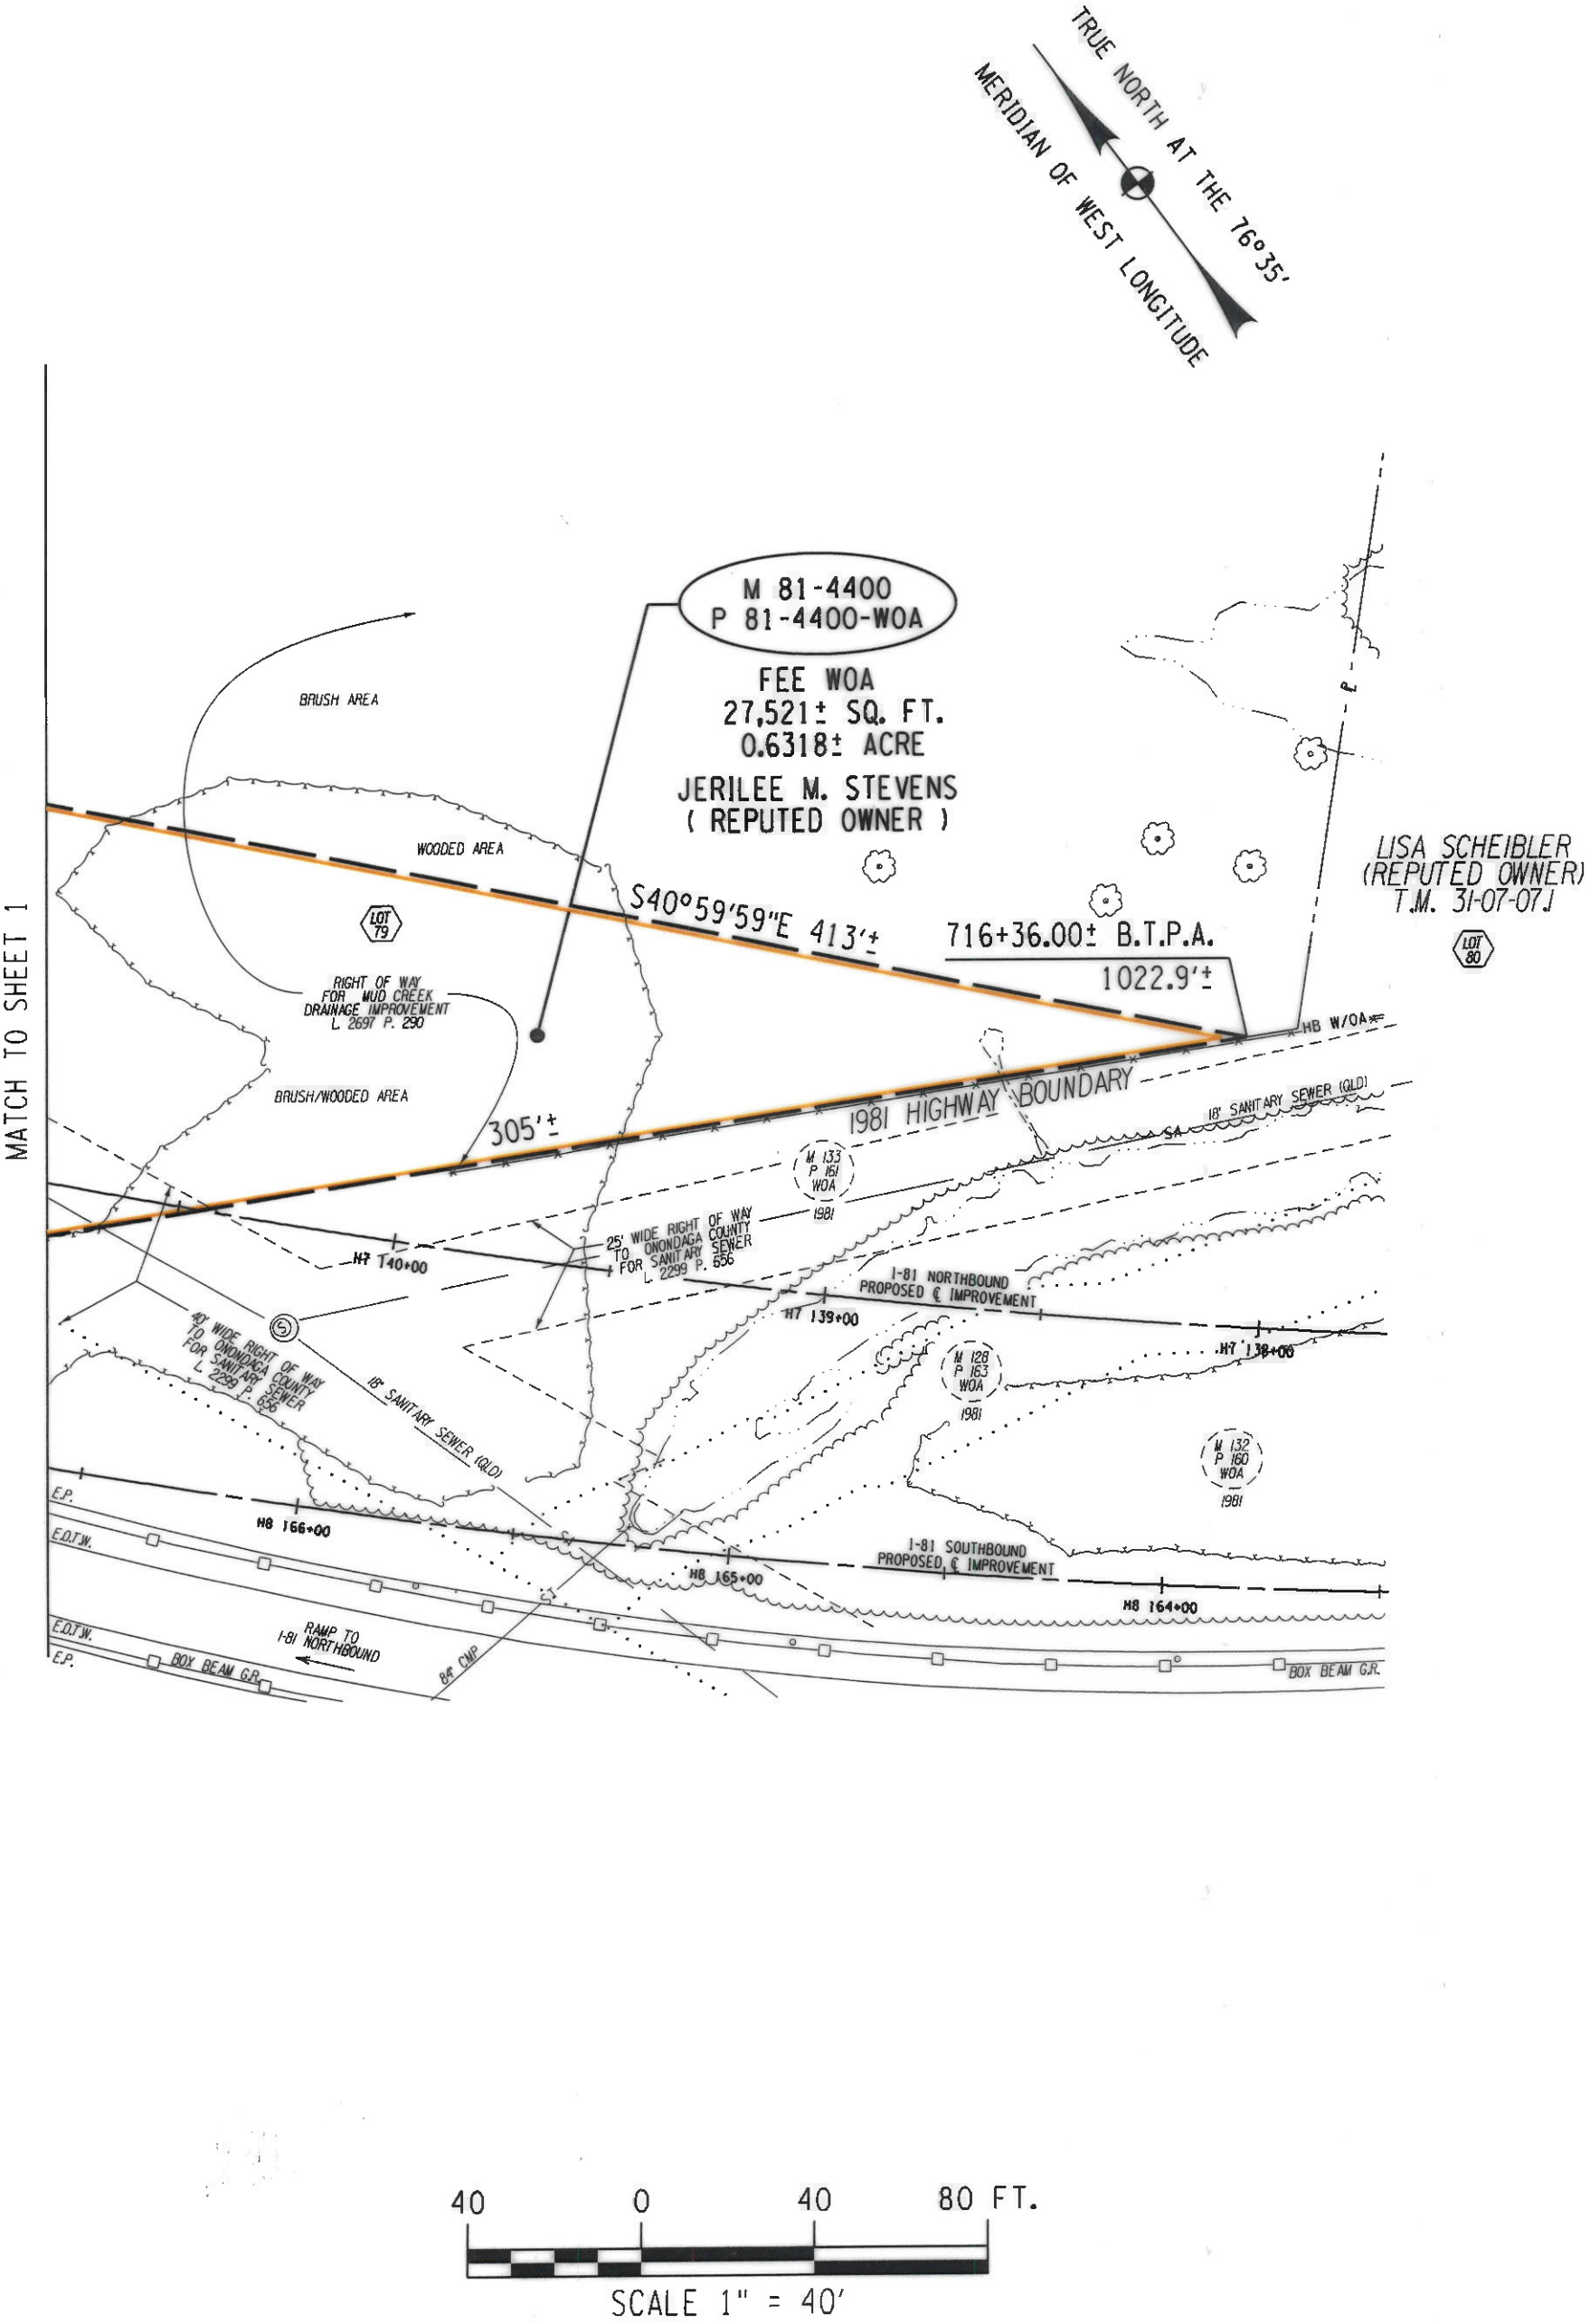 TRUE NORTH AT THE 76°35'
MERIDIAN OF WEST LONGITUDE
M 81-4400
P 81-4400-WOA
FEE WOA
27,521± SQ. FT.
0.6318± ACRE
JERILEE M. STEVENS
( REPUTED OWNER )
BRUSH AREA
WOODED AREA
P
LISA SCHEIBLER
(REPUTED OWNER)
T.M. 31-07-07.1
LOT
80
LOT
79
S40°59'59"E 413'±
716+36.00± B.T.P.A.
1022.9'±
MATCH TO SHEET 1
RIGHT OF WAY
FOR MUD CREEK
DRAINAGE IMPROVEMENT
L. 2697 P. 290
HB W/OA
BRUSH/WOODED AREA
305'±
1981 HIGHWAY BOUNDARY
18" SANITARY SEWER (QLD)
SA
M 133
P 161
WOA
1981
25' WIDE RIGHT OF WAY
TO ONONDAGA COUNTY
FOR SANITARY SEWER
L. 2299 P. 656
H7 140+00
I-81 NORTHBOUND
PROPOSED ℄ IMPROVEMENT
H7 139+00
H7 138+00
S
40' WIDE RIGHT OF WAY
TO ONONDAGA COUNTY
FOR SANITARY SEWER
L. 2299 P. 656
18" SANITARY SEWER (QLD)
M 128
P 163
WOA
1981
M 132
P 160
WOA
1981
E.P.
H8 166+00
E.O.T.W.
H8 165+00
I-81 SOUTHBOUND
PROPOSED ℄ IMPROVEMENT
H8 164+00
E.O.T.W.
E.P.
BOX BEAM G.R.
RAMP TO
I-81 NORTHBOUND
84" CMP
BOX BEAM G.R.
40 0 40 80 FT.
SCALE 1" = 40'